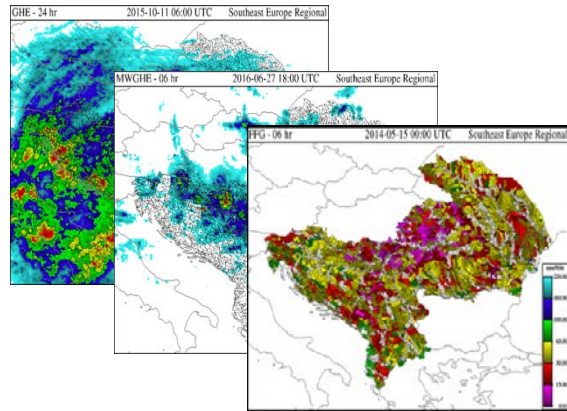 GHE - 24 hr 2015-10-11 06:00 UTC Southeast Europe Regional
MWGHE - 06 hr 2016-06-27 18:00 UTC Southeast Europe Regional
FFG - 06 hr 2014-05-15 00:00 UTC Southeast Europe Regional